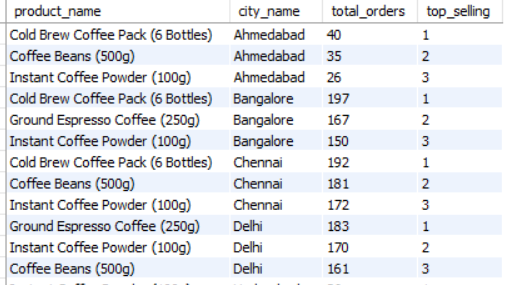 product_name city_name total_orders top_selling
Cold Brew Coffee Pack (6 Bottles) Ahmedabad 40 1
Coffee Beans (500g) Ahmedabad 35 2
Instant Coffee Powder (100g) Ahmedabad 26 3
Cold Brew Coffee Pack (6 Bottles) Bangalore 197 1
Ground Espresso Coffee (250g) Bangalore 167 2
Instant Coffee Powder (100g) Bangalore 150 3
Cold Brew Coffee Pack (6 Bottles) Chennai 192 1
Coffee Beans (500g) Chennai 181 2
Instant Coffee Powder (100g) Chennai 172 3
Ground Espresso Coffee (250g) Delhi 183 1
Instant Coffee Powder (100g) Delhi 170 2
Coffee Beans (500g) Delhi 161 3